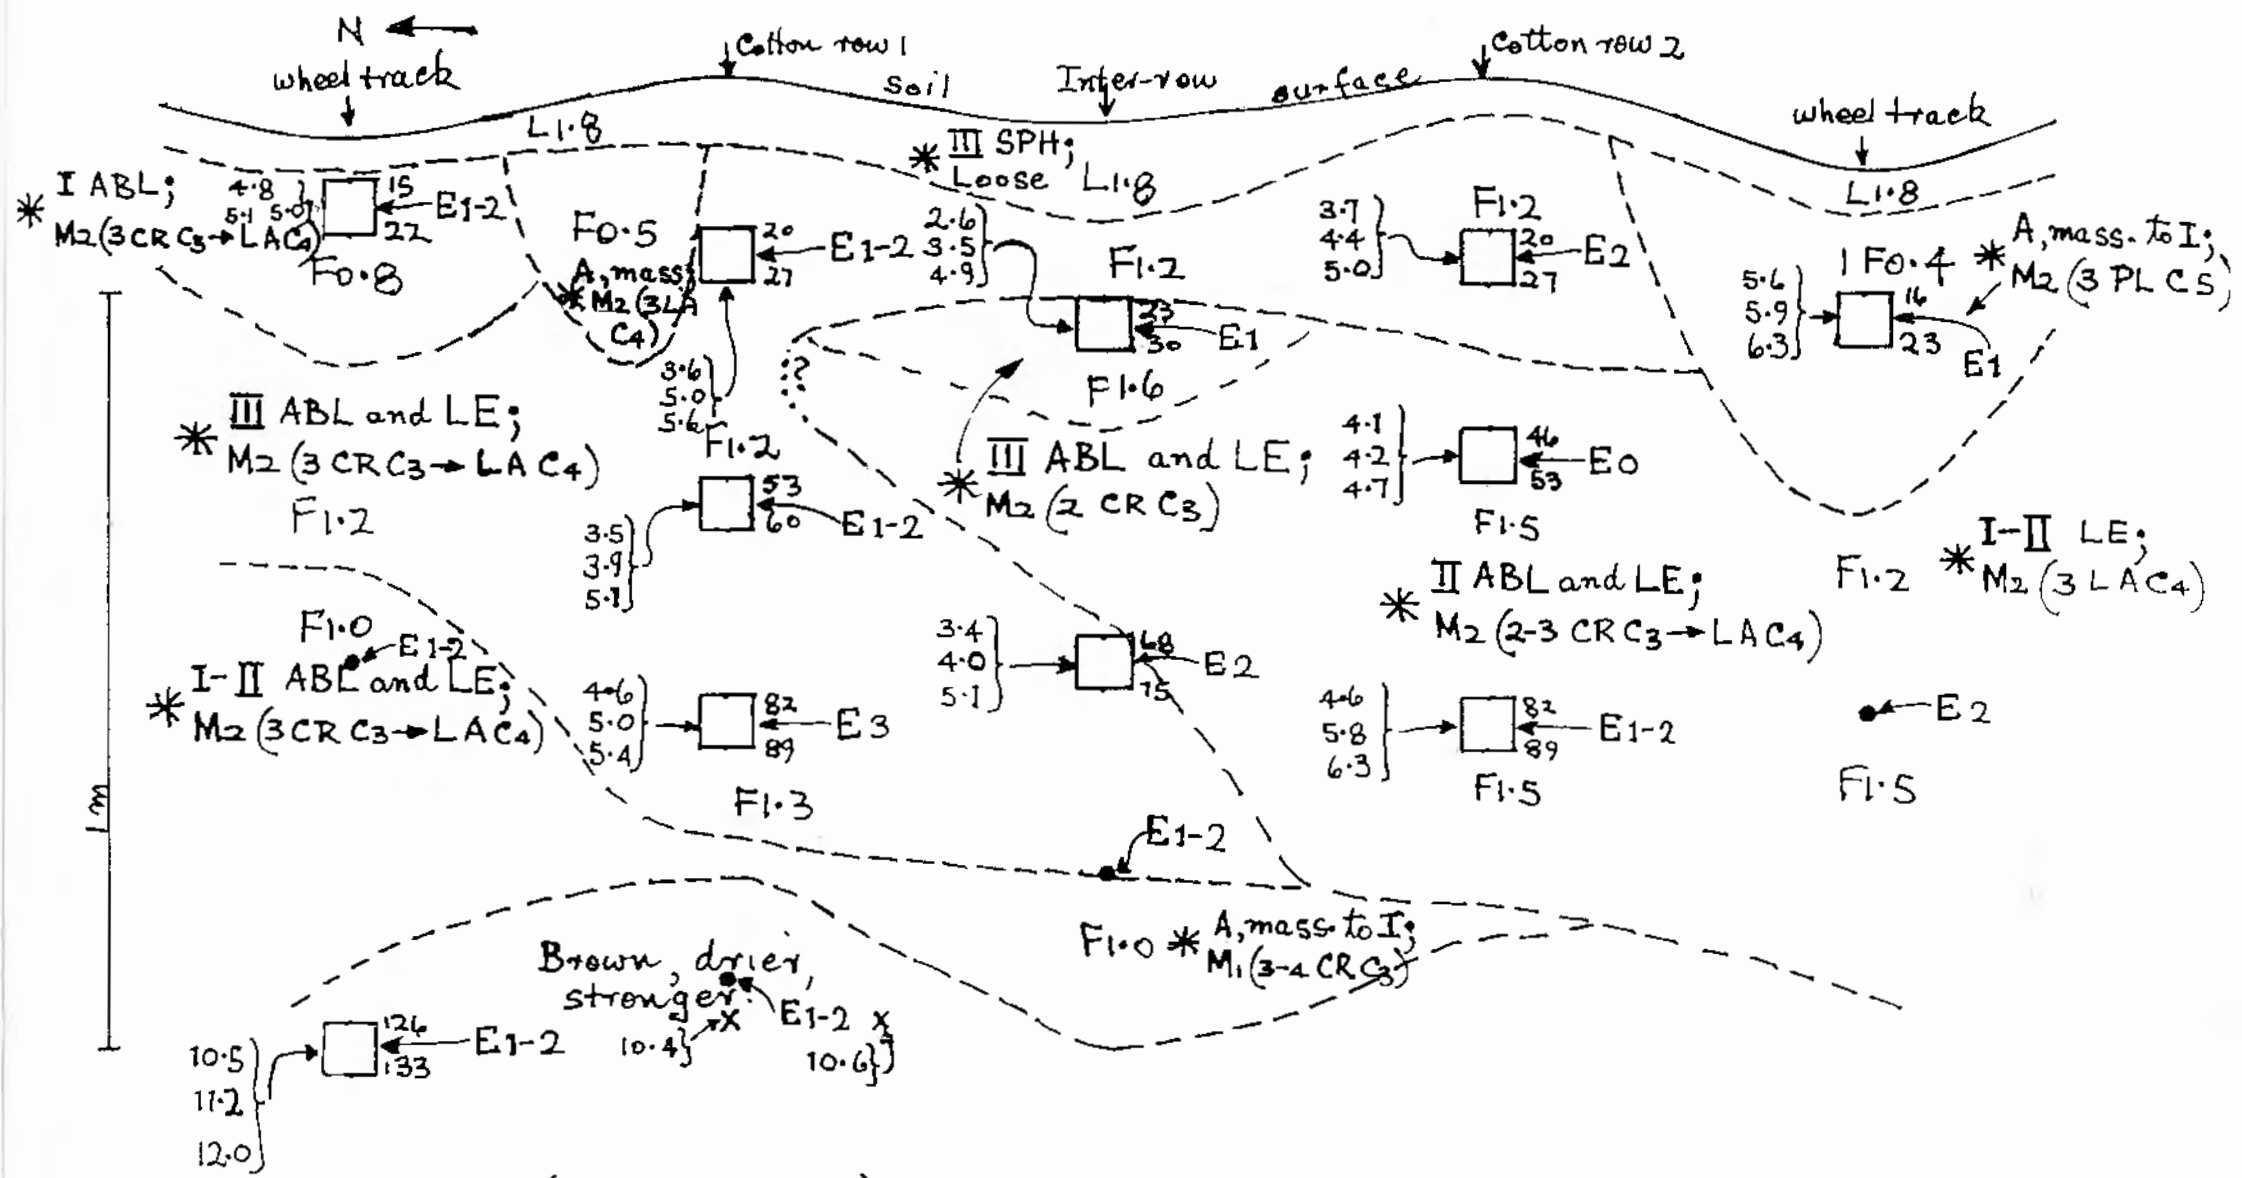 N
wheel track
Cotton row 1
Soil
Inter-row
surface
Cotton row 2
wheel track
L1.8
* III SPH;
Loose L1.8
L1.8
* I ABL;
M2 (3 CR C3→LAC4)
4.8
5.1 5.0
15
22
E1-2
F0.8
F0.5
A, mass;
* M2 (3 LA
C4)
20
27
E1-2
3.6
5.0
5.6
F1.2
2.6
3.5
4.9
F1.2
23
30
E1
F1.6
3.7
4.4
5.0
F1.2
20
27
E2
5.6
5.9
6.3
F0.4
16
23
E1
* A, mass. to I;
M2 (3 PL C5)
* III ABL and LE;
M2 (3 CR C3→LA C4)
F1.2
??
53
60
E1-2
3.5
3.9
5.1
* III ABL and LE;
M2 (2 CR C3)
4.1
4.2
4.7
46
53
E0
F1.5
* II ABL and LE;
M2 (2-3 CR C3→LAC4)
F1.2
* I-II LE;
M2 (3 LAC4)
F1.0
E1-2
* I-II ABL and LE;
M2 (3 CR C3→LAC4)
4.6
5.0
5.4
82
89
E3
F1.3
3.4
4.0
5.1
68
75
E2
4.6
5.8
6.3
82
89
E1-2
F1.5
E2
F1.5
1m
E1-2
F1.0 * A, mass. to I;
M1 (3-4 CR C3)
Brown, drier,
stronger.
E1-2
10.4} X
X
10.6}
126
133
E1-2
10.5
11.2
12.0